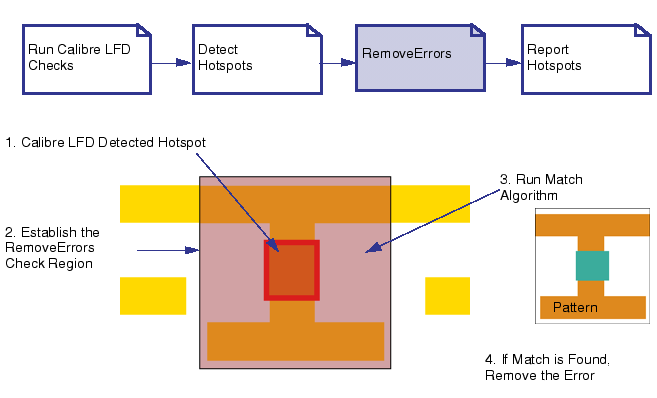 Run Calibre LFD
Checks
Detect
Hotspots
RemoveErrors
Report
Hotspots
1. Calibre LFD Detected Hotspot
2. Establish the
RemoveErrors
Check Region
3. Run Match
Algorithm
Pattern
4. If Match is Found,
Remove the Error